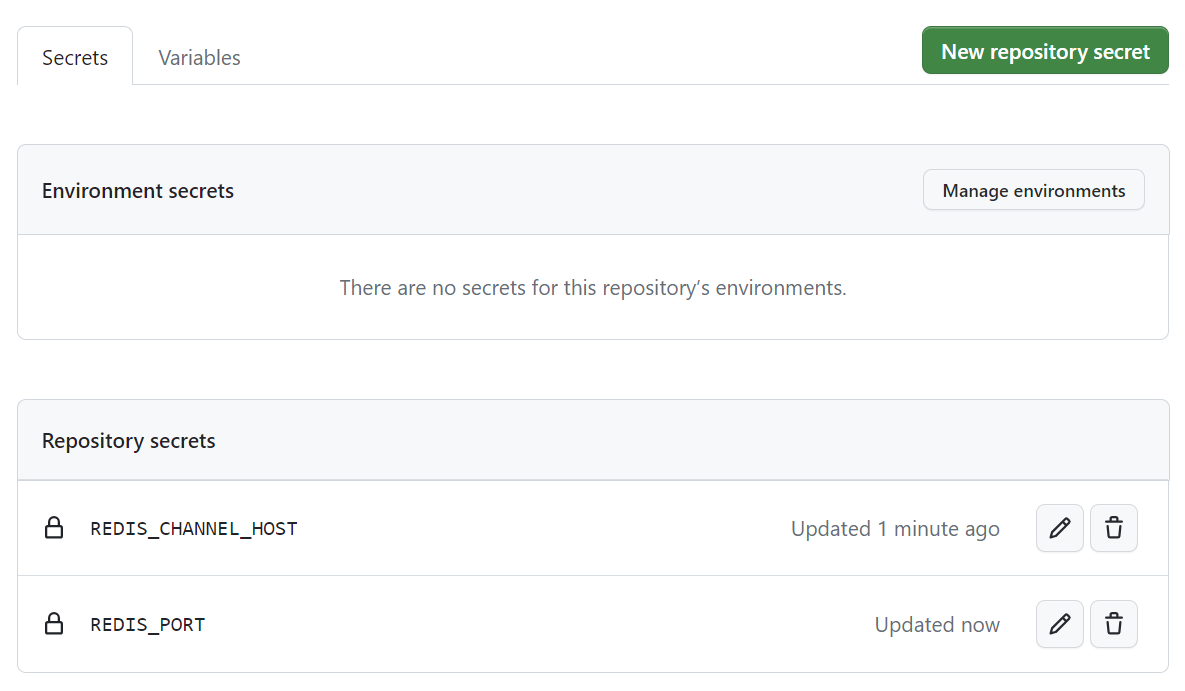 Secrets
Variables
New repository secret
Environment secrets
Manage environments
There are no secrets for this repository’s environments.
Repository secrets
REDIS_CHANNEL_HOST
Updated 1 minute ago
REDIS_PORT
Updated now